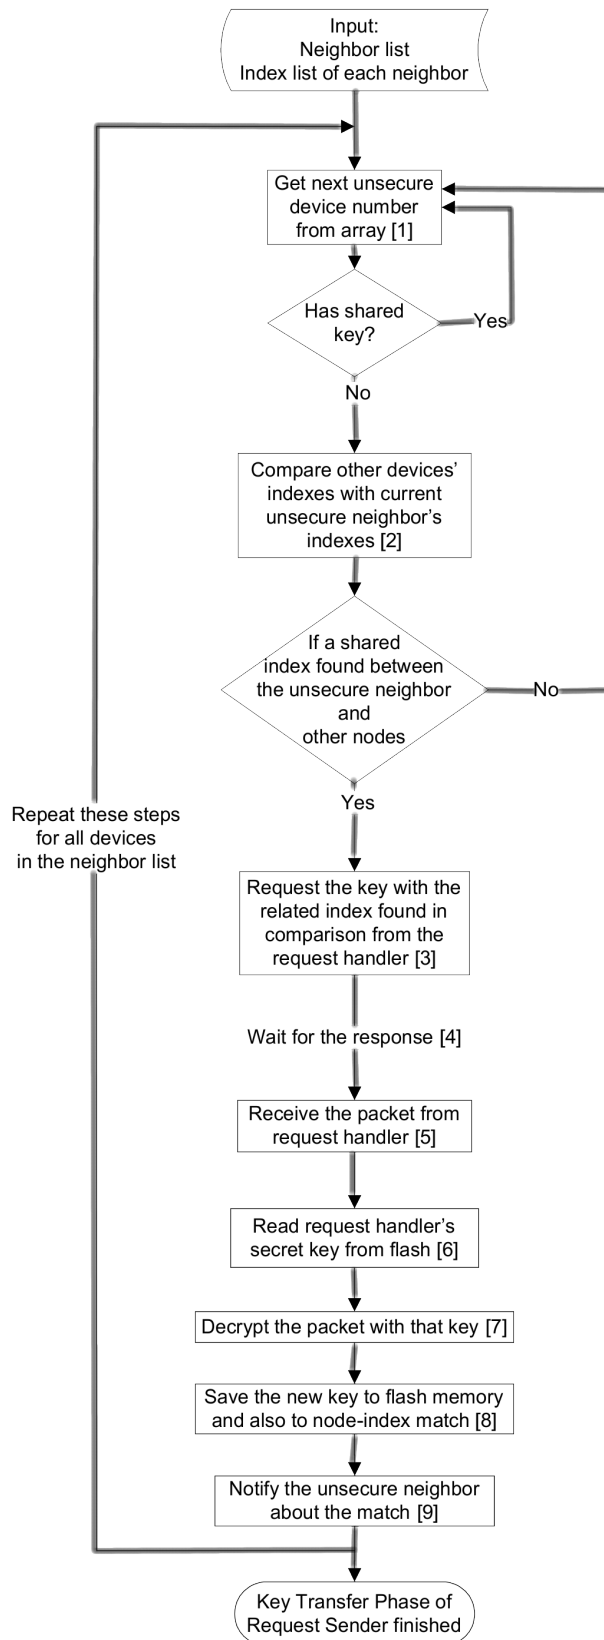 Input:
Neighbor list
Index list of each neighbor
Get next unsecure
device number
from array [1]
Has shared
key?
Yes
No
Compare other devices’
indexes with current
unsecure neighbor’s
indexes [2]
If a shared
index found between
the unsecure neighbor
and
other nodes
No
Yes
Repeat these steps
for all devices
in the neighbor list
Request the key with the
related index found in
comparison from the
request handler [3]
Wait for the response [4]
Receive the packet from
request handler [5]
Read request handler’s
secret key from flash [6]
Decrypt the packet with that key [7]
Save the new key to flash memory
and also to node-index match [8]
Notify the unsecure neighbor
about the match [9]
Key Transfer Phase of
Request Sender finished